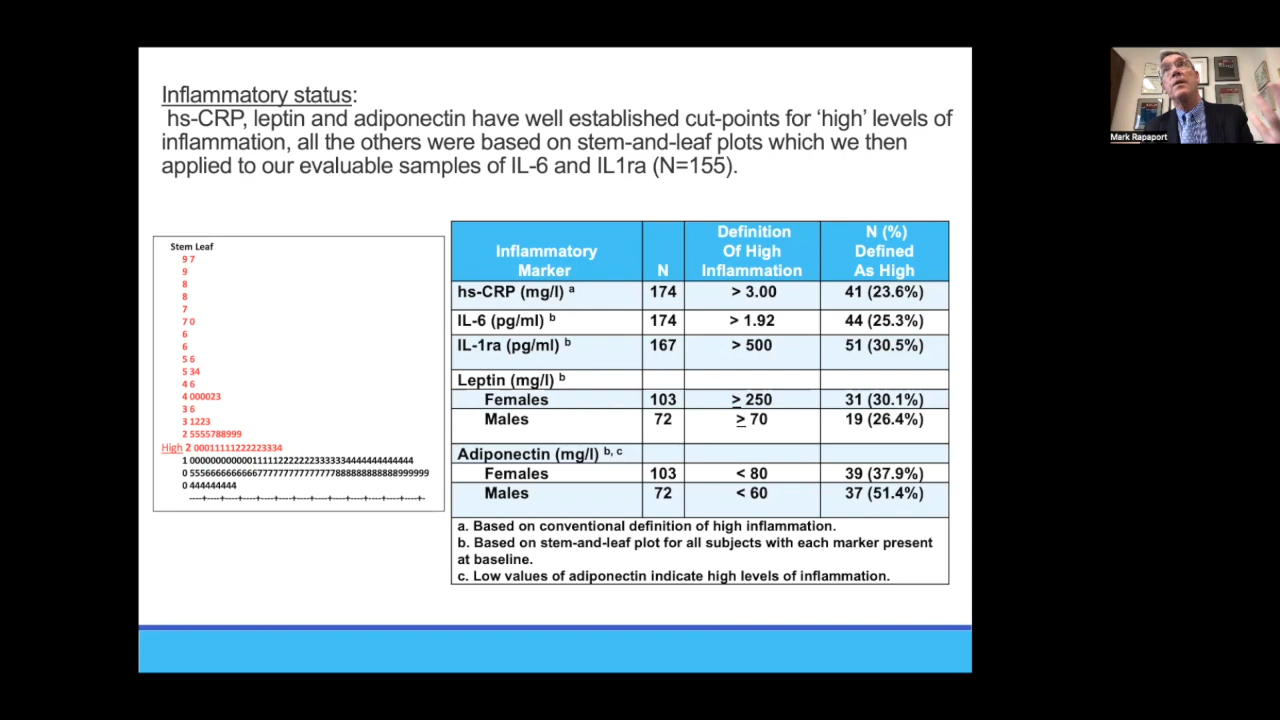 Inflammatory status:
hs-CRP, leptin and adiponectin have well established cut-points for ‘high’ levels of
inflammation, all the others were based on stem-and-leaf plots which we then
applied to our evaluable samples of IL-6 and IL1ra (N=155).
Stem Leaf
9 7
9
8
8
7
7 0
6
6
5 6
5 34
4 6
4 000023
3 6
3 1223
2 5555788999
High 2 00011111222223334
Inflammatory Marker N Definition Of High Inflammation N (%) Defined As High
hs-CRP (mg/l) a 174 > 3.00 41 (23.6%)
IL-6 (pg/ml) b 174 > 1.92 44 (25.3%)
IL-1ra (pg/ml) b 167 > 500 51 (30.5%)
Leptin (mg/l) b
Females 103 ≥ 250 31 (30.1%)
Males 72 ≥ 70 19 (26.4%)
Adiponectin (mg/l) b, c
Females 103 < 80 39 (37.9%)
Males 72 < 60 37 (51.4%)
a. Based on conventional definition of high inflammation.
b. Based on stem-and-leaf plot for all subjects with each marker present
at baseline.
c. Low values of adiponectin indicate high levels of inflammation.
0 444444444
Mark Rapaport